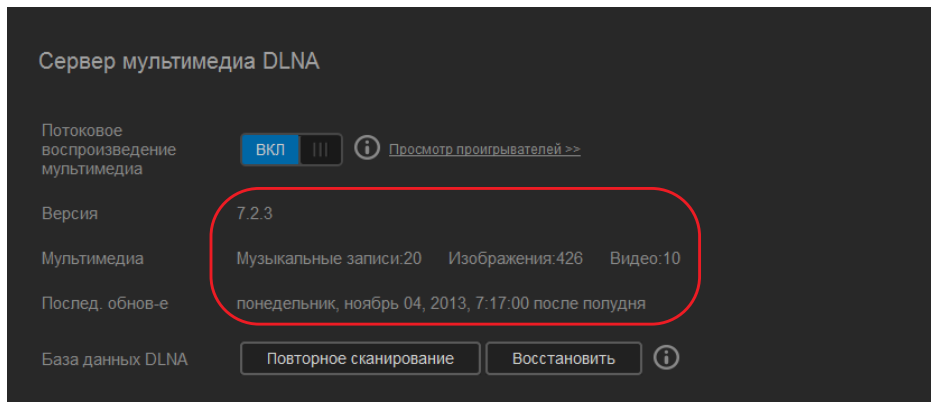 Сервер мультимедиа DLNA
Потоковое
воспроизведение
мультимедиа
ВКЛ
Просмотр проигрывателей >>
Версия
7.2.3
Мультимедиа
Музыкальные записи:20 Изображения:426 Видео:10
Послед. обнов-е
понедельник, ноябрь 04, 2013, 7:17:00 после полудня
База данных DLNA
Повторное сканирование
Восстановить